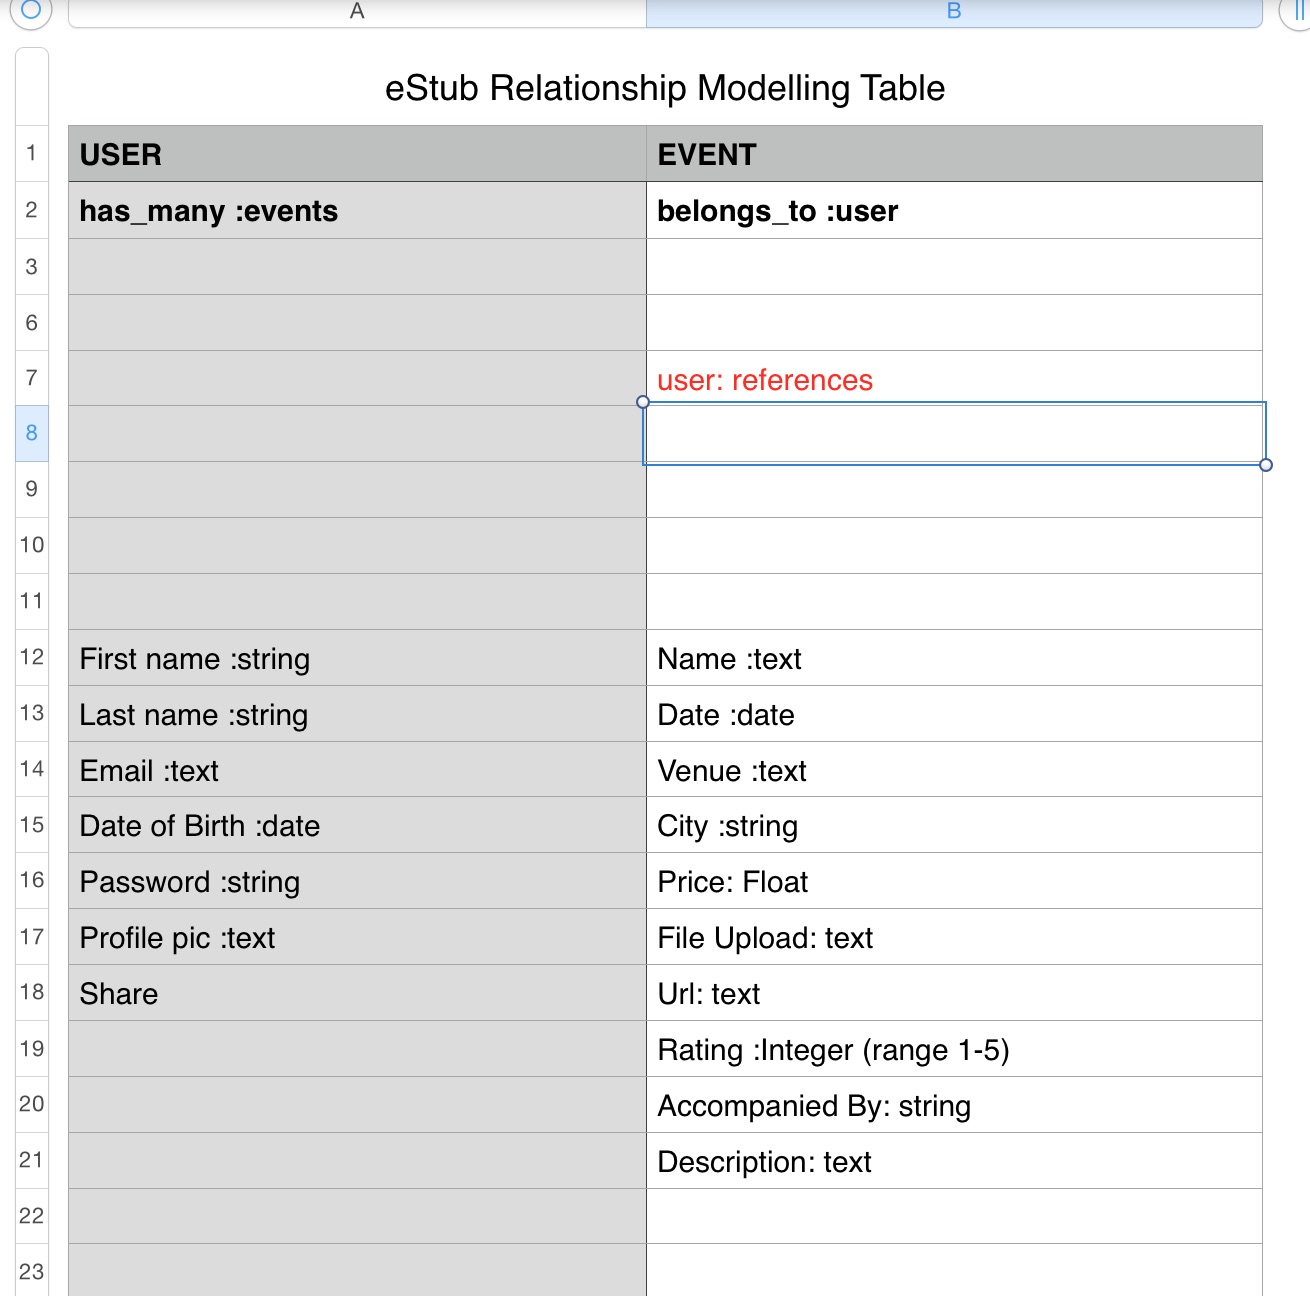 A B
eStub Relationship Modelling Table
1 USER EVENT
2 has_many :events belongs_to :user
3
6
7 user: references
8
9
10
11
12 First name :string Name :text
13 Last name :string Date :date
14 Email :text Venue :text
15 Date of Birth :date City :string
16 Password :string Price: Float
17 Profile pic :text File Upload: text
18 Share Url: text
19 Rating :Integer (range 1-5)
20 Accompanied By: string
21 Description: text
22
23